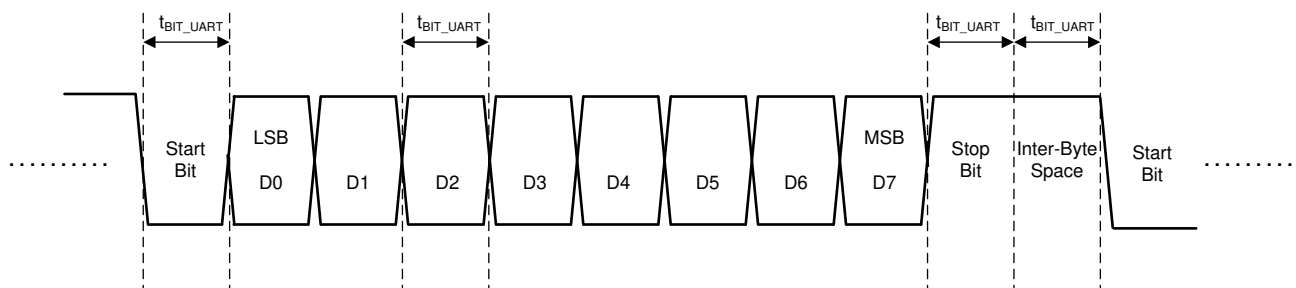 tBIT_UART tBIT_UART tBIT_UART tBIT_UART
LSB MSB
Start Stop Inter-Byte Start
.......... Bit Bit Space Bit ..........
D0 D1 D2 D3 D4 D5 D6 D7